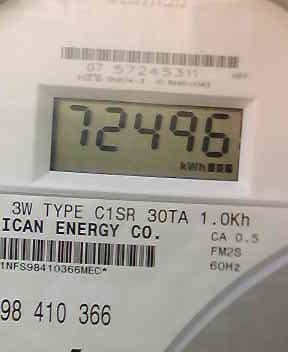 07 57245311
72496
kWh
3W TYPE C1SR 30TA 1.0Kh
ICAN ENERGY CO.
CA 0.5
FM2S
60Hz
1NFS98410366MEC*
98 410 366